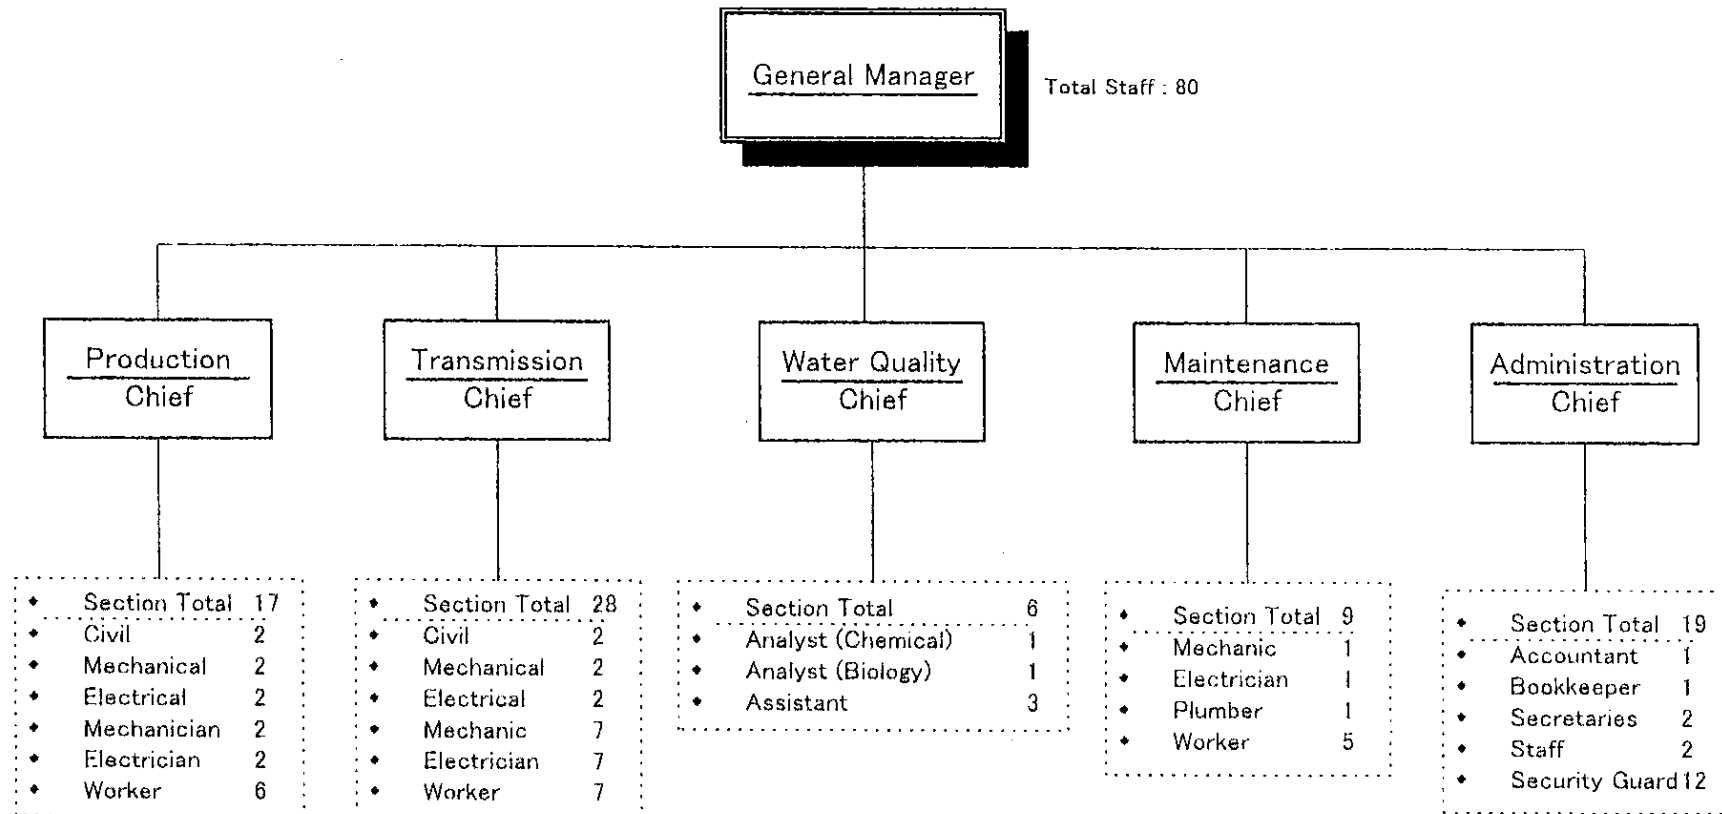 General Manager
Total Staff : 80
Production
Chief
Transmission
Chief
Water Quality
Chief
Maintenance
Chief
Administration
Chief
♦ Section Total 17
♦ Civil 2
♦ Mechanical 2
♦ Electrical 2
♦ Mechanician 2
♦ Electrician 2
♦ Worker 6
♦ Section Total 28
♦ Civil 2
♦ Mechanical 2
♦ Electrical 2
♦ Mechanic 7
♦ Electrician 7
♦ Worker 7
♦ Section Total 6
♦ Analyst (Chemical) 1
♦ Analyst (Biology) 1
♦ Assistant 3
♦ Section Total 9
♦ Mechanic 1
♦ Electrician 1
♦ Plumber 1
♦ Worker 5
♦ Section Total 19
♦ Accountant 1
♦ Bookkeeper 1
♦ Secretaries 2
♦ Staff 2
♦ Security Guard 12